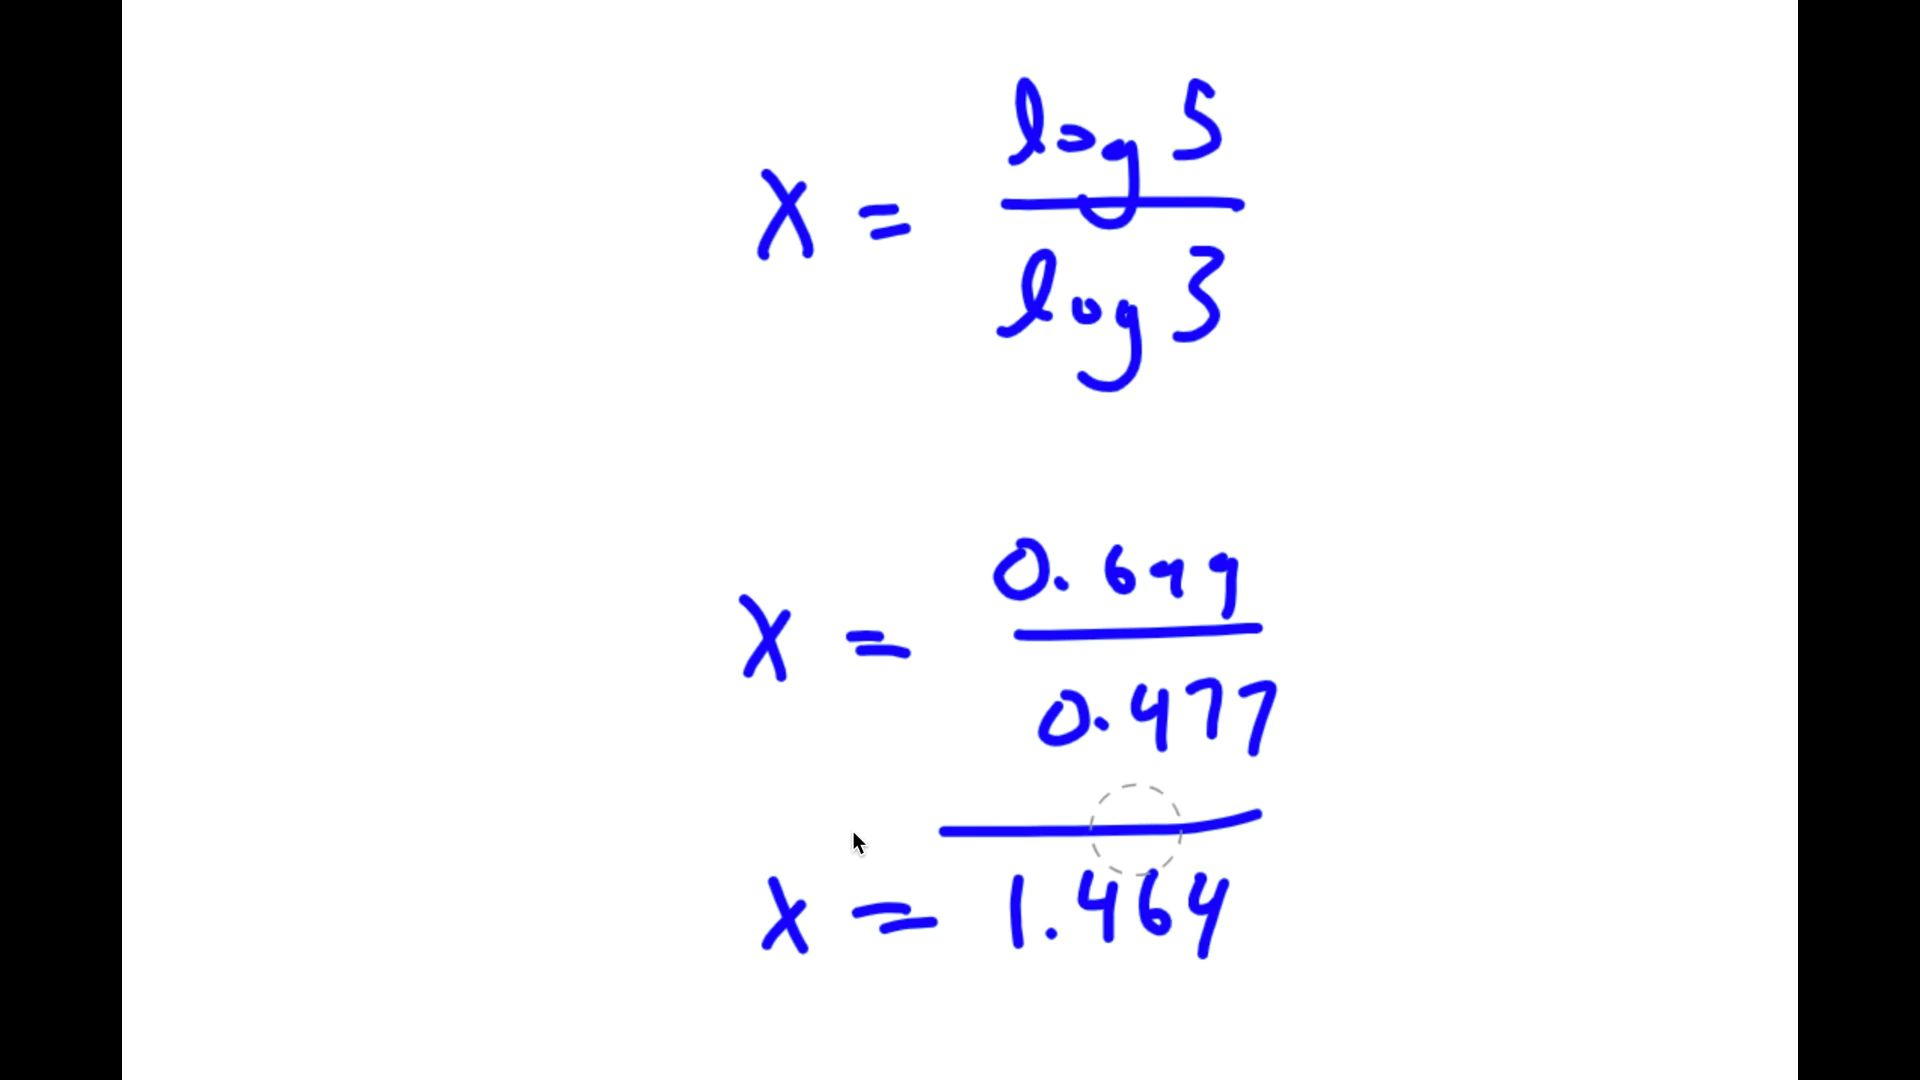 x = log 5 / log 3
x = 0.699 / 0.477
x = 1.464